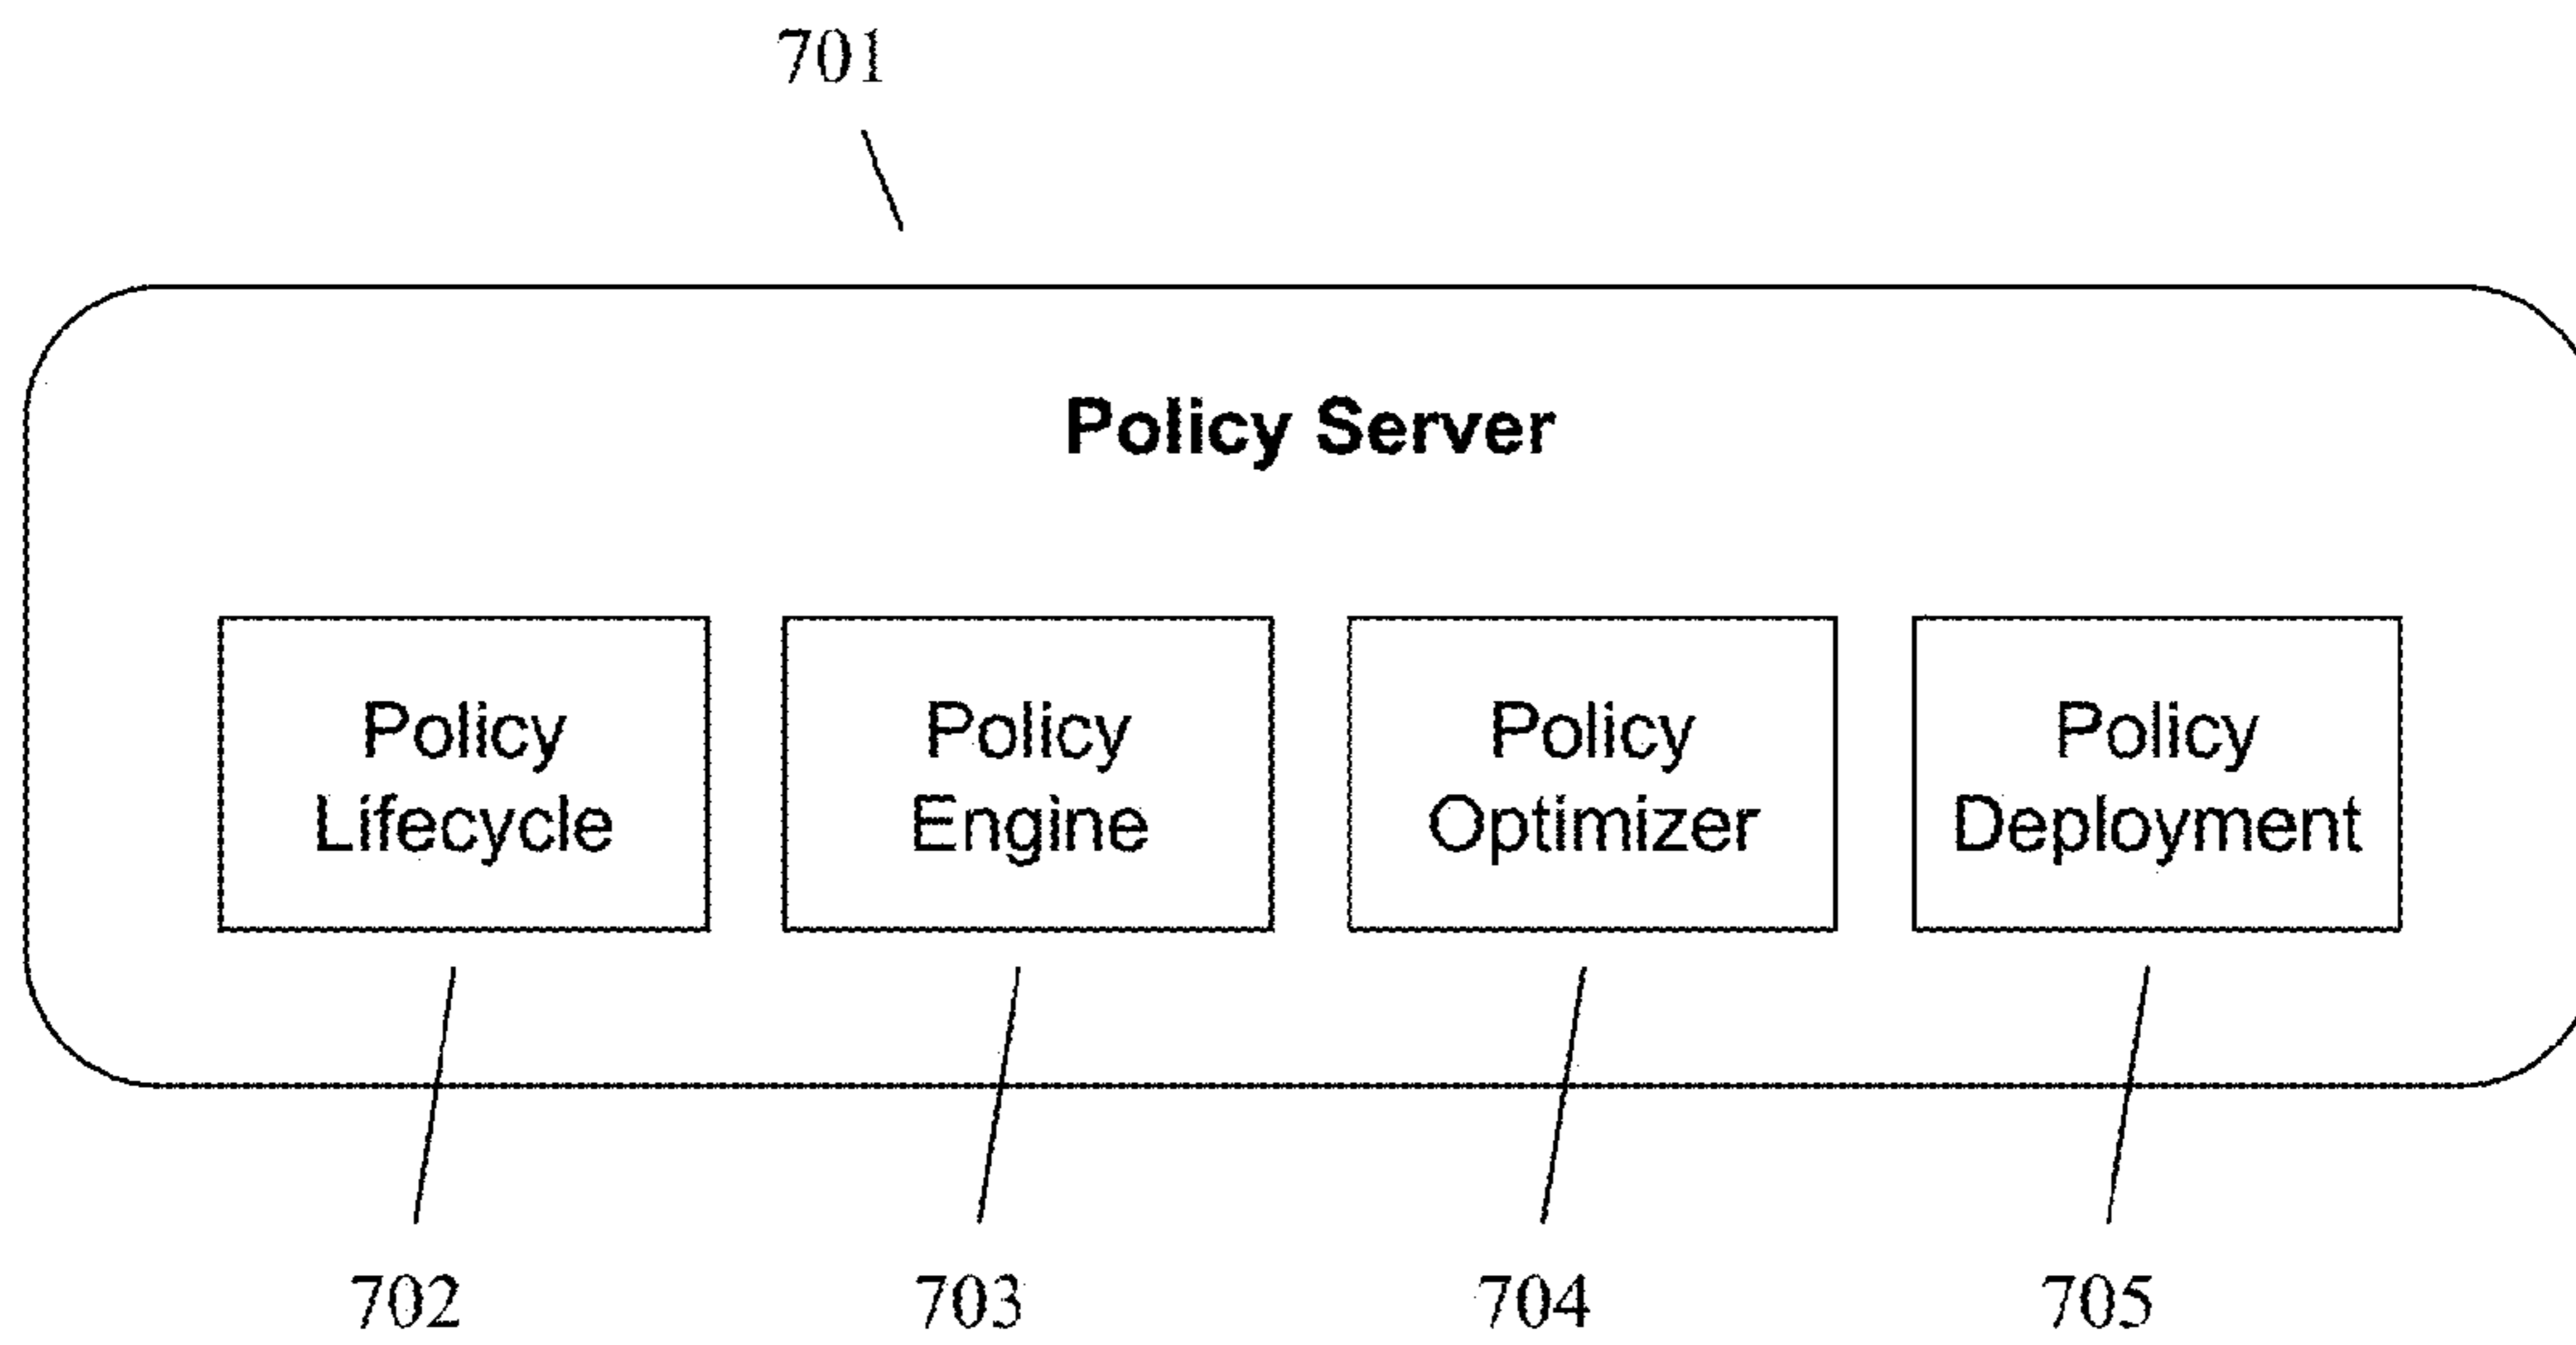 701
Policy Server
Policy
Lifecycle
Policy
Engine
Policy
Optimizer
Policy
Deployment
702
703
704
705